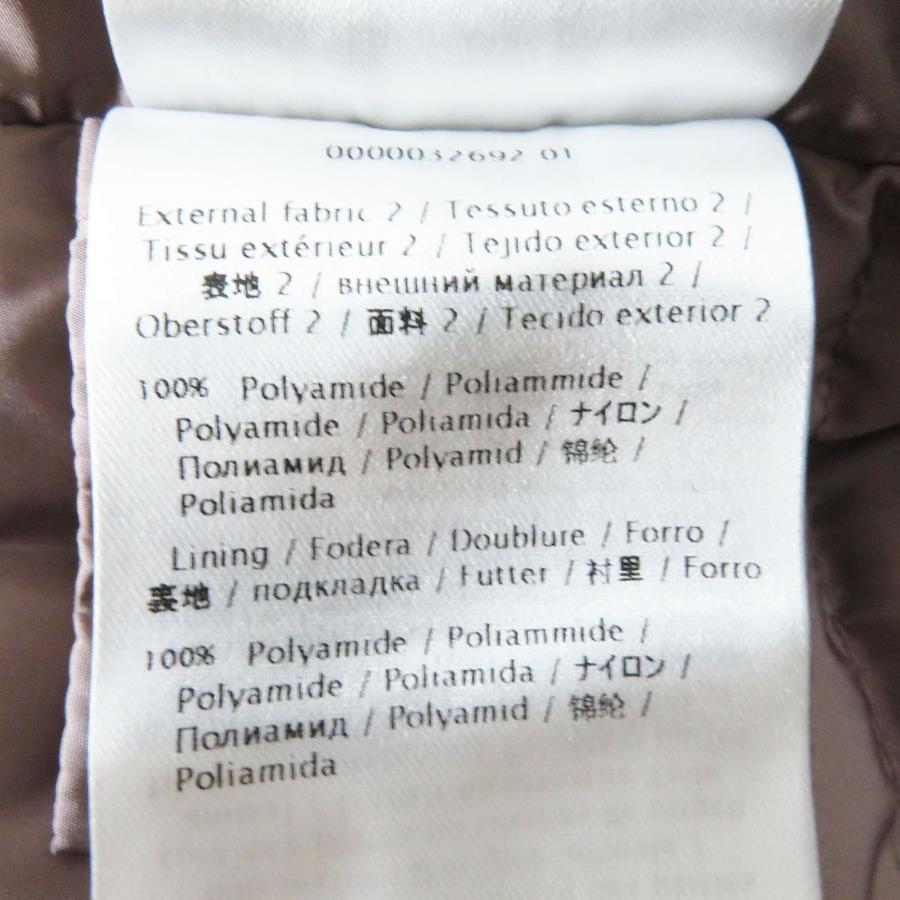 0000032692 01
External fabric 2 / Tessuto esterno 2 /
Tissu extérieur 2 / Tejido exterior 2 /
表地 2 / внешний материал 2 /
Oberstoff 2 / 面料 2 / Tecido exterior 2
100% Polyamide / Poliammide /
Polyamide / Poliamida / ナイロン /
Полиамид / Polyamid / 锦纶 /
Poliamida
Lining / Fodera / Doublure / Forro /
裏地 / подкладка / Futter / 衬里 / Forro
100% Polyamide / Poliammide /
Polyamide / Poliamida / ナイロン /
Полиамид / Polyamid / 锦纶 /
Poliamida